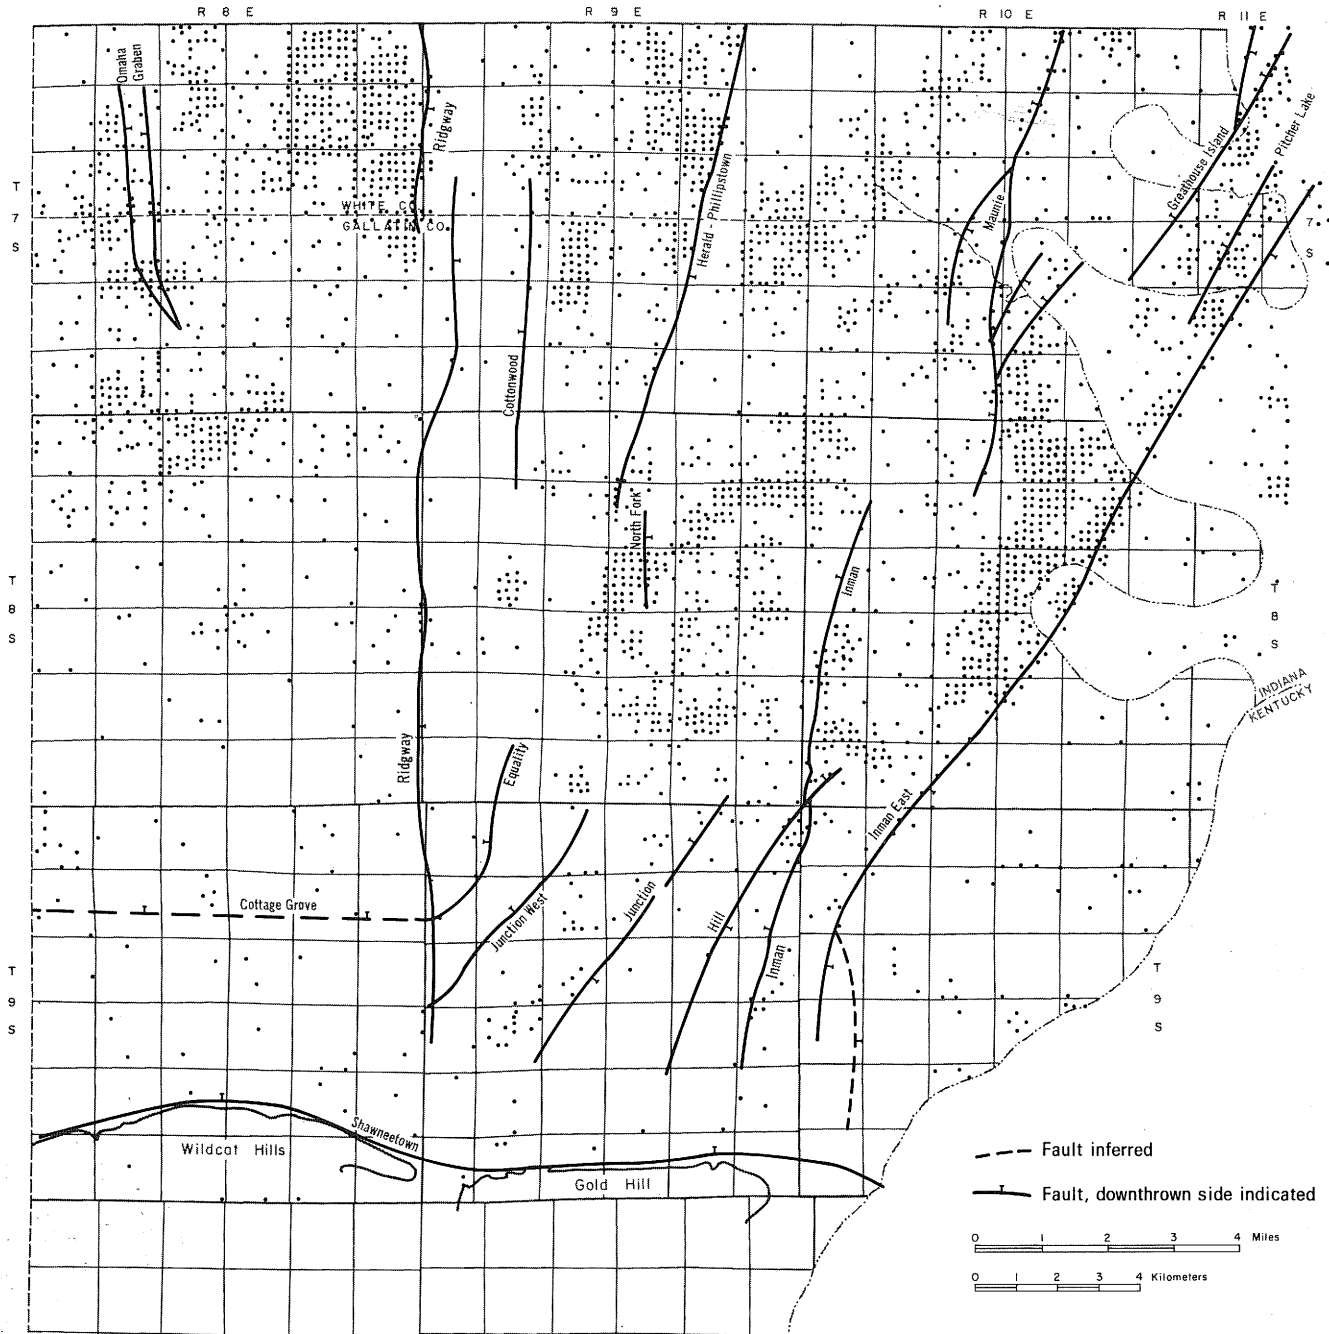 R 8 E
R 9 E
R 10 E
R 11 E
Omaha
Graben
Ridgway
Herald - Phillipstown
Maunie
Greathouse Island
Pitcher Lake
T
7
S
WHITE CO.
GALLATIN CO.
7
S
Cottonwood
North Fork
Inman
T
8
S
T
8
S
INDIANA
KENTUCKY
Ridgway
Equality
Inman East
Cottage Grove
Junction West
Junction
Hill
Inman
T
9
S
T
9
S
Shawneetown
Wildcat Hills
Gold Hill
Fault inferred
Fault, downthrown side indicated
0 1 2 3 4 Miles
0 1 2 3 4 Kilometers